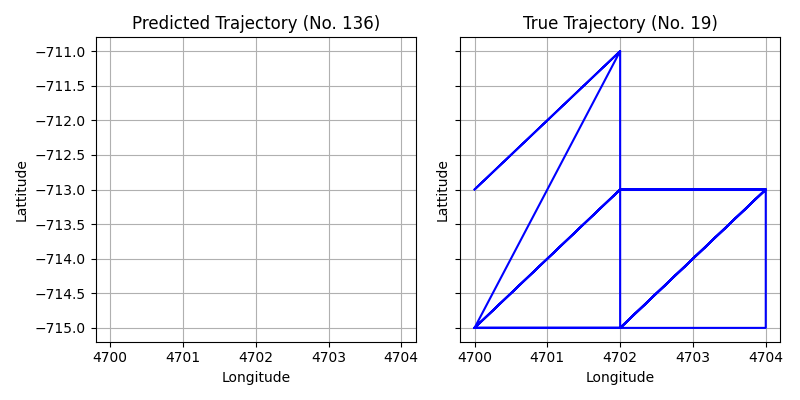 Predicted Trajectory (No. 136)
−711.0
−711.5
−712.0
−712.5
−713.0
−713.5
−714.0
−714.5
−715.0
Lattitude
4700 4701 4702 4703 4704
Longitude
True Trajectory (No. 19)
Lattitude
4700 4701 4702 4703 4704
Longitude